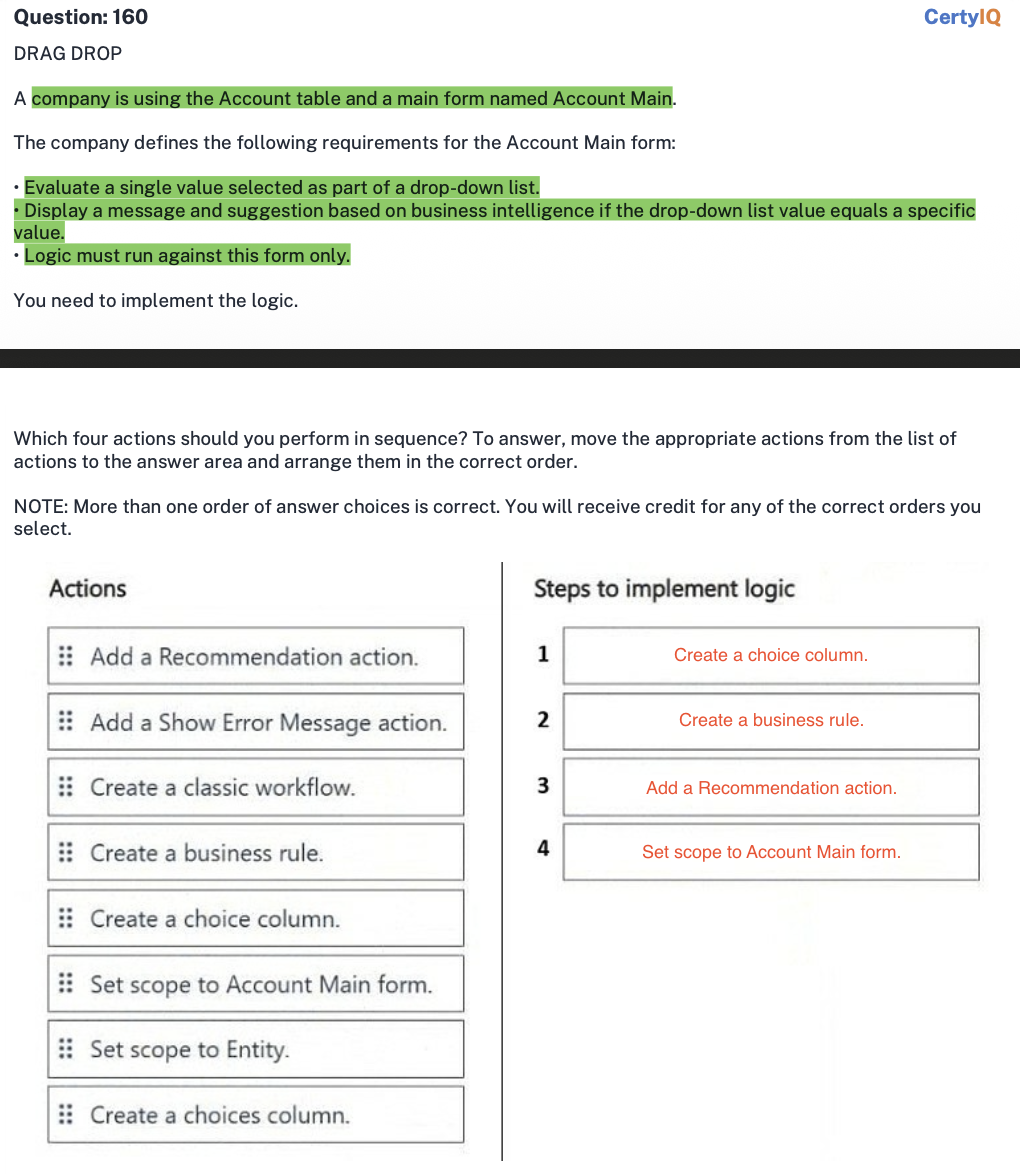 Question: 160
CertyIQ
DRAG DROP
A company is using the Account table and a main form named Account Main.
The company defines the following requirements for the Account Main form:
• Evaluate a single value selected as part of a drop-down list.
• Display a message and suggestion based on business intelligence if the drop-down list value equals a specific
value.
• Logic must run against this form only.
You need to implement the logic.
Which four actions should you perform in sequence? To answer, move the appropriate actions from the list of
actions to the answer area and arrange them in the correct order.
NOTE: More than one order of answer choices is correct. You will receive credit for any of the correct orders you
select.
Actions
Add a Recommendation action.
Add a Show Error Message action.
Create a classic workflow.
Create a business rule.
Create a choice column.
Set scope to Account Main form.
Set scope to Entity.
Create a choices column.
Steps to implement logic
1 Create a choice column.
2 Create a business rule.
3 Add a Recommendation action.
4 Set scope to Account Main form.